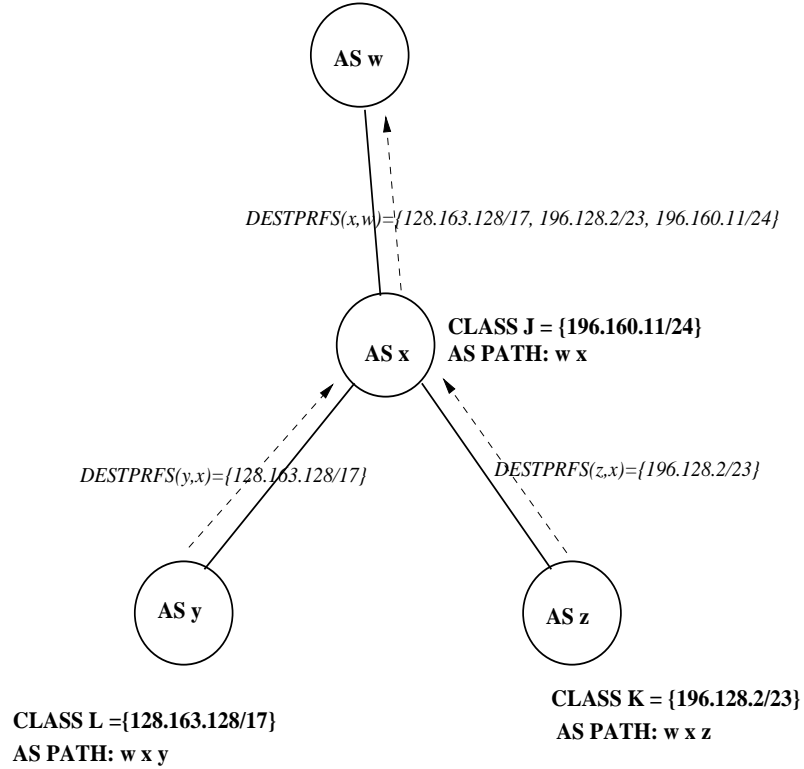 AS w
DESTPRFS(x,w)={128.163.128/17, 196.128.2/23, 196.160.11/24}
CLASS J = {196.160.11/24}
AS x
AS PATH: w x
DESTPRFS(y,x)={128.163.128/17}
DESTPRFS(z,x)={196.128.2/23}
AS y
AS z
CLASS K = {196.128.2/23}
AS PATH: w x z
CLASS L ={128.163.128/17}
AS PATH: w x y